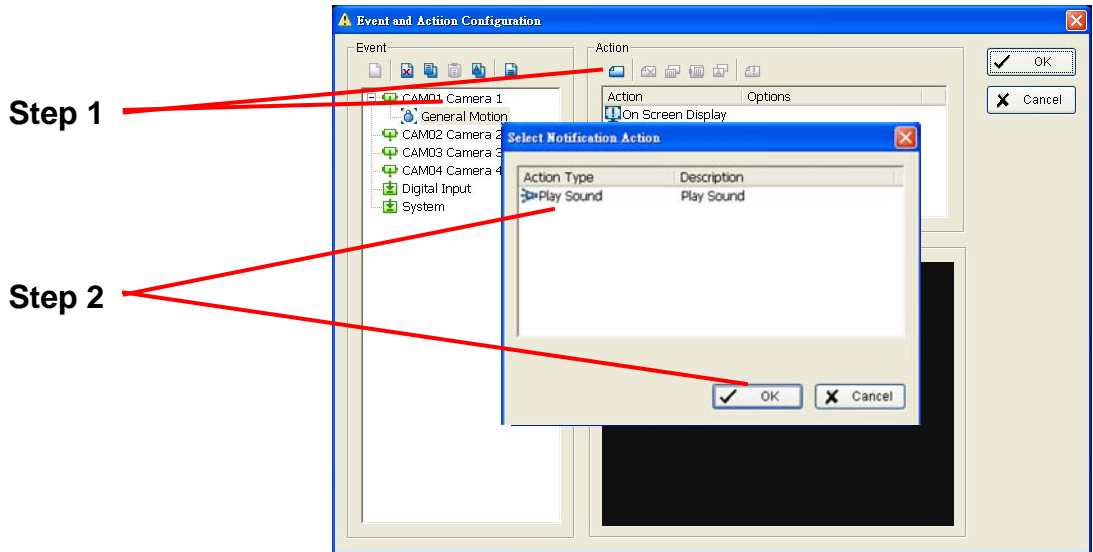 Event and Actiion Configuration
Event
Action
OK
Cancel
Step 1
CAM01 Camera 1
General Motion
CAM02 Camera 2
CAM03 Camera 3
CAM04 Camera 4
Digital Input
System
Action Options
On Screen Display
Select Notification Action
Action Type Description
Play Sound Play Sound
Step 2
OK
Cancel